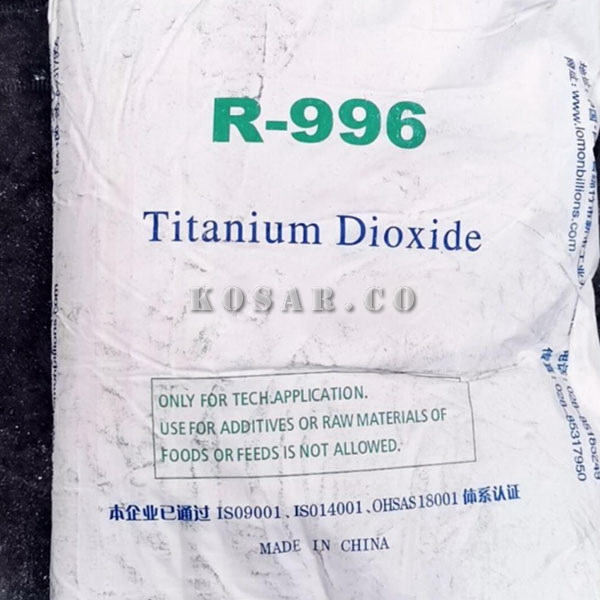 R-996
Titanium Dioxide
KOSAR.CO
ONLY FOR TECH.APPLICATION.
USE FOR ADDITIVES OR RAW MATERIALS OF
FOODS OR FEEDS IS NOT ALLOWED.
本企业已通过 ISO9001、ISO14001、OHSAS18001 体系认证
MADE IN CHINA
www.lomonbillions.com